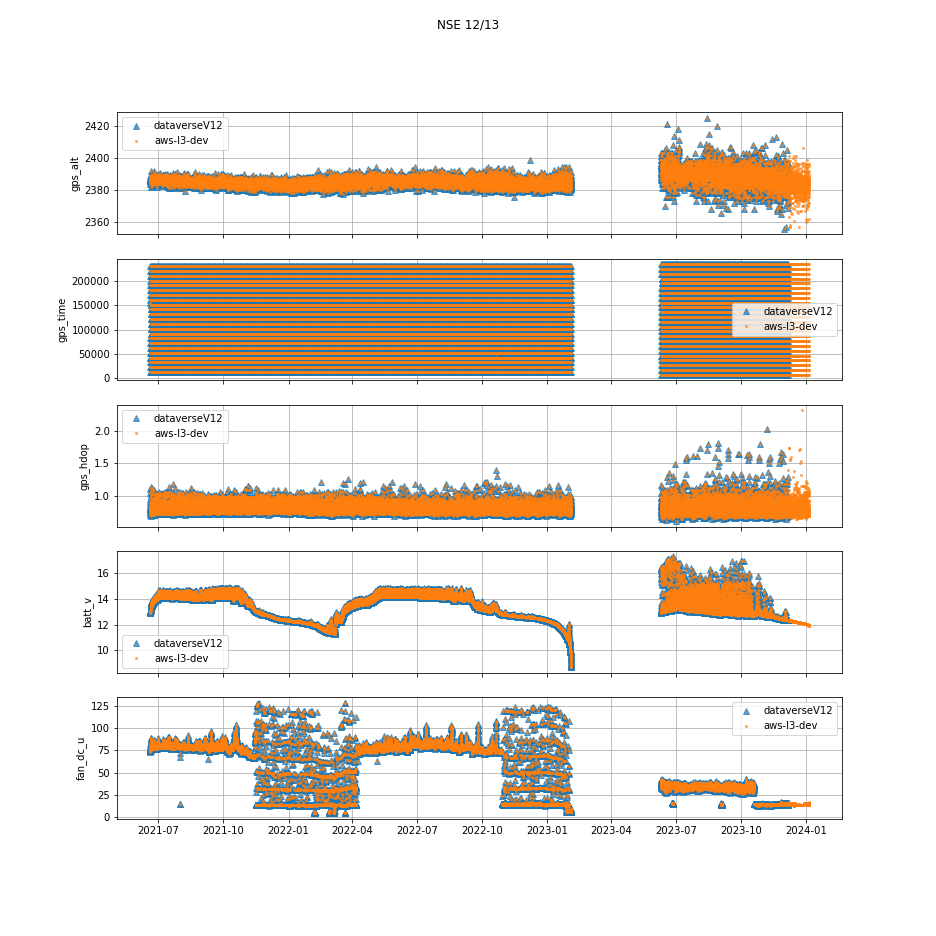 NSE 12/13
gps_alt
2420
2400
2380
2360
dataverseV12
aws-l3-dev
gps_time
200000
150000
100000
50000
0
dataverseV12
aws-l3-dev
gps_hdop
2.0
1.5
1.0
dataverseV12
aws-l3-dev
batt_v
16
14
12
10
dataverseV12
aws-l3-dev
fan_dc_u
125
100
75
50
25
0
dataverseV12
aws-l3-dev
2021-07 2021-10 2022-01 2022-04 2022-07 2022-10 2023-01 2023-04 2023-07 2023-10 2024-01